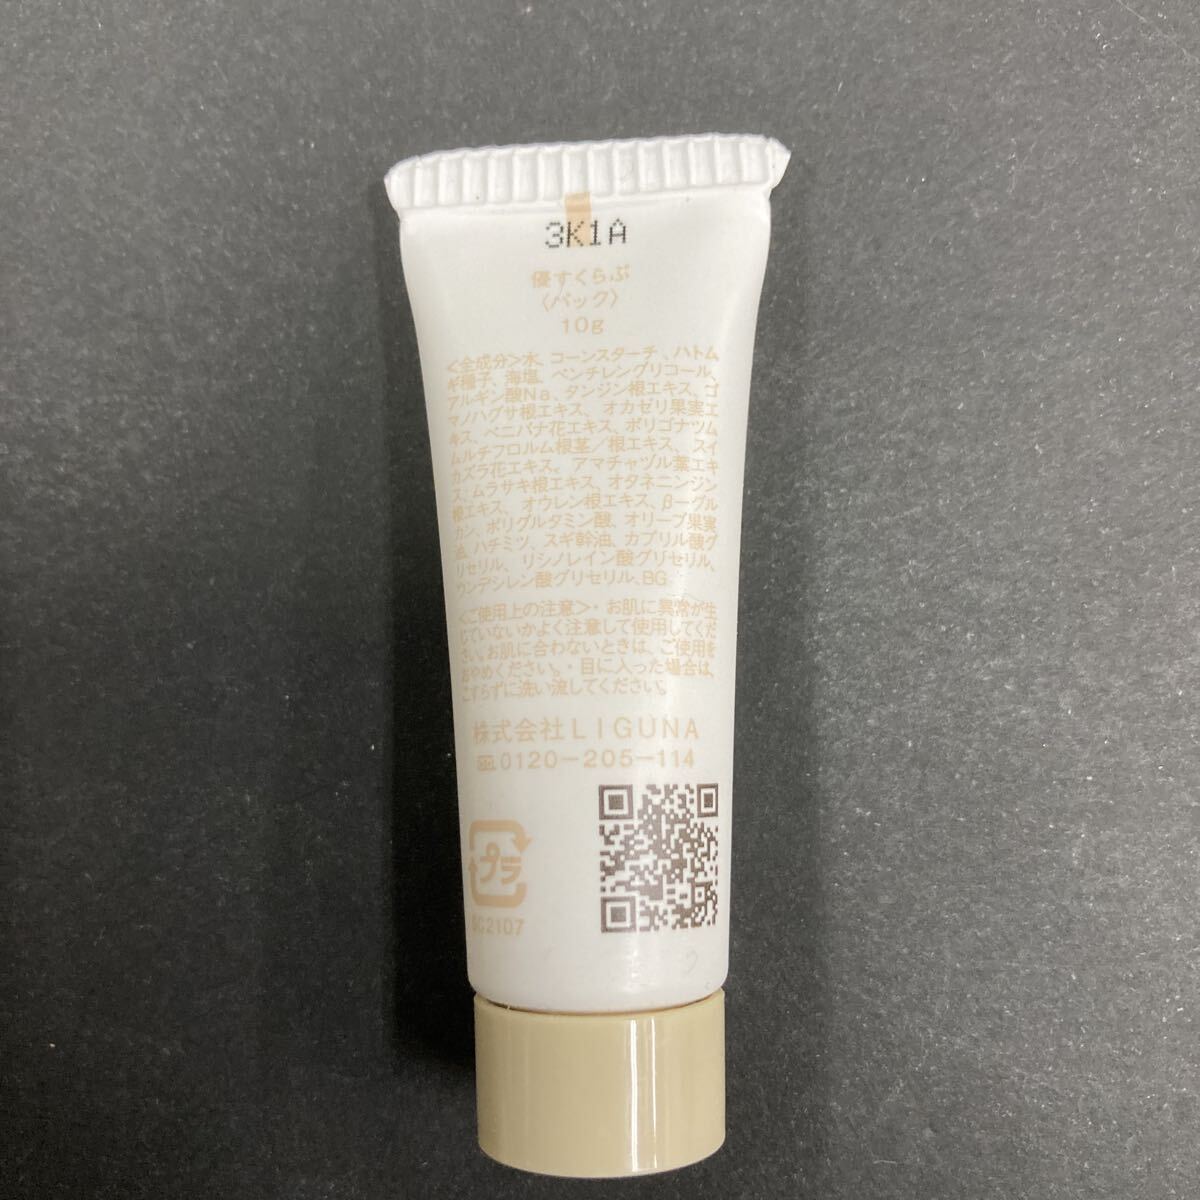 3K1A
優すくらぶ
〈パック〉
10g
<全成分>水、コーンスターチ、ハトム
ギ種子、海塩、ペンチレングリコール、
アルギン酸Na、タンジン根エキス、ゴ
マノハグサ根エキス、オカゼリ果実エ
キス、ベニバナ花エキス、ポリゴナツム
ムルチフロルム根茎/根エキス、スイ
カズラ花エキス、アマチャヅル葉エキ
ス、ムラサキ根エキス、オタネニンジン
根エキス、オウレン根エキス、βーグル
カン、ポリグルタミン酸、オリーブ果実
油、ハチミツ、スギ幹油、カプリル酸グ
リセリル、リシノレイン酸グリセリル、
ウンデシレン酸グリセリル、BG
<ご使用上の注意>・お肌に異常が生
じていないかよく注意して使用してくだ
さい。お肌に合わないときは、ご使用を
おやめください。・目に入った場合は、
こすらずに洗い流してください。
株式会社LIGUNA
0120-205-114
プラ
SC2107